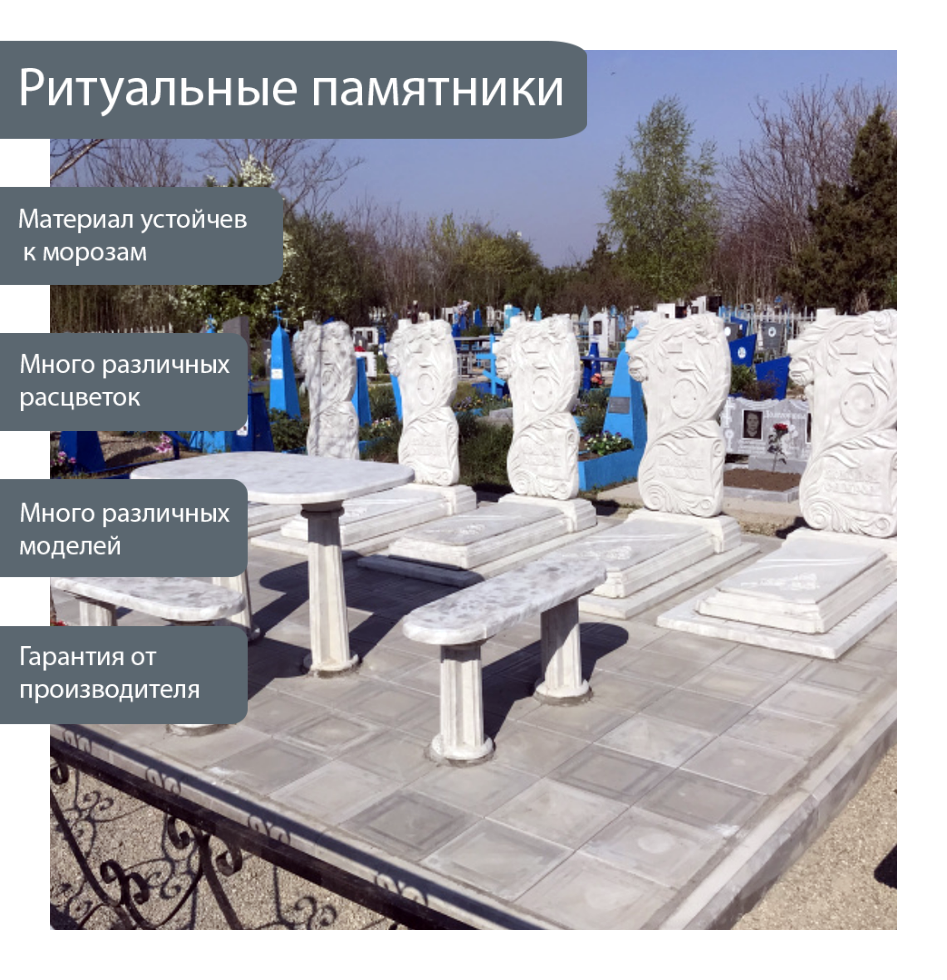 Ритуальные памятники
Материал устойчев
к морозам
Много различных
расцветок
Много различных
моделей
Гарантия от
производителя